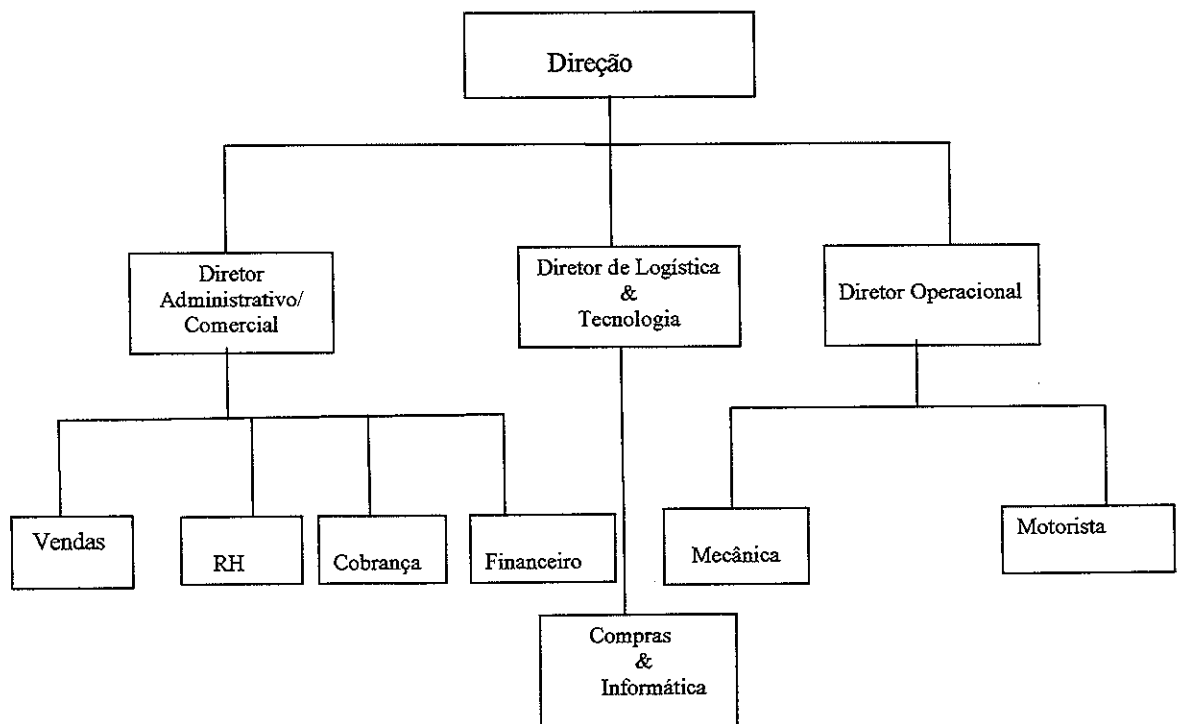 Direção
Diretor
Administrativo/
Comercial
Diretor de Logística
&
Tecnologia
Diretor Operacional
Vendas
RH
Cobrança
Financeiro
Mecânica
Motorista
Compras
&
Informática